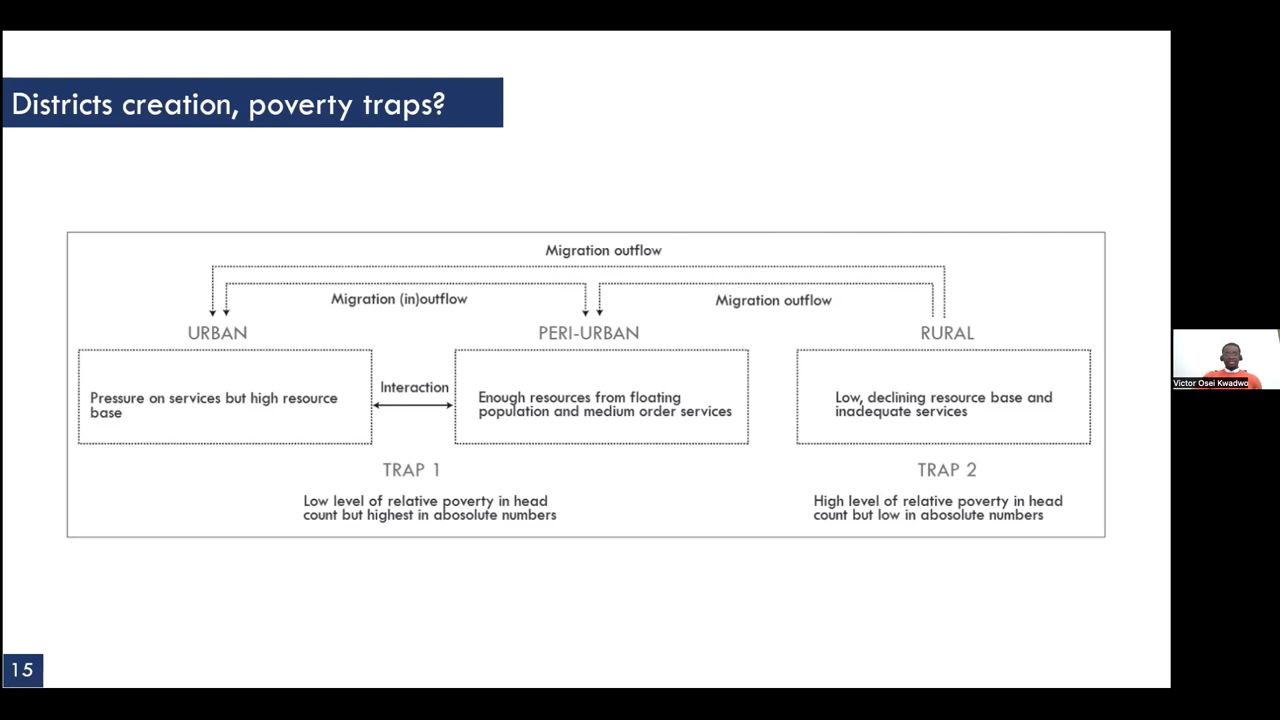 Districts creation, poverty traps?
Migration outflow
Migration (in)outflow
Migration outflow
URBAN
PERI-URBAN
RURAL
Pressure on services but high resource
base
Interaction
Enough resources from floating
population and medium order services
Low, declining resource base and
inadequate services
TRAP 1
Low level of relative poverty in head
count but highest in abosolute numbers
TRAP 2
High level of relative poverty in head
count but low in abosolute numbers
Victor Osei Kwadwo
15